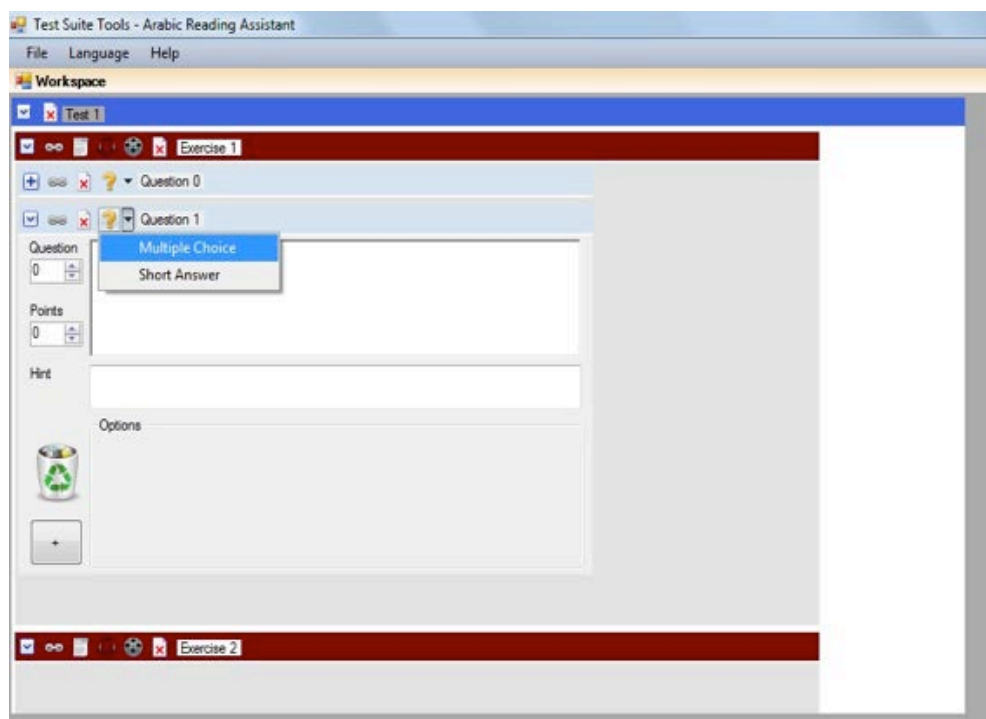 Test Suite Tools - Arabic Reading Assistant
File Language Help
Workspace
Test 1
Exercise 1
Question 0
Question 1
Multiple Choice
Short Answer
Question
0
Points
0
Hint
Options
+
Exercise 2